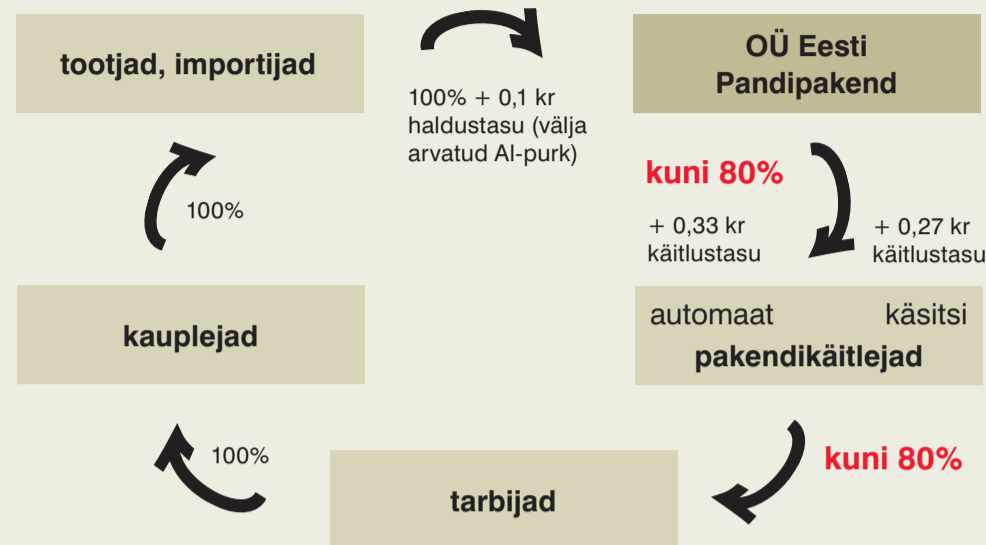 tootjad, importijad
100% + 0,1 kr
haldustasu (välja
arvatud Al-purk)
OÜ Eesti
Pandipakend
kuni 80%
+ 0,33 kr
käitlustasu
+ 0,27 kr
käitlustasu
100%
kauplejad
automaat käsitsi
pakendikäitlejad
100%
kuni 80%
tarbijad